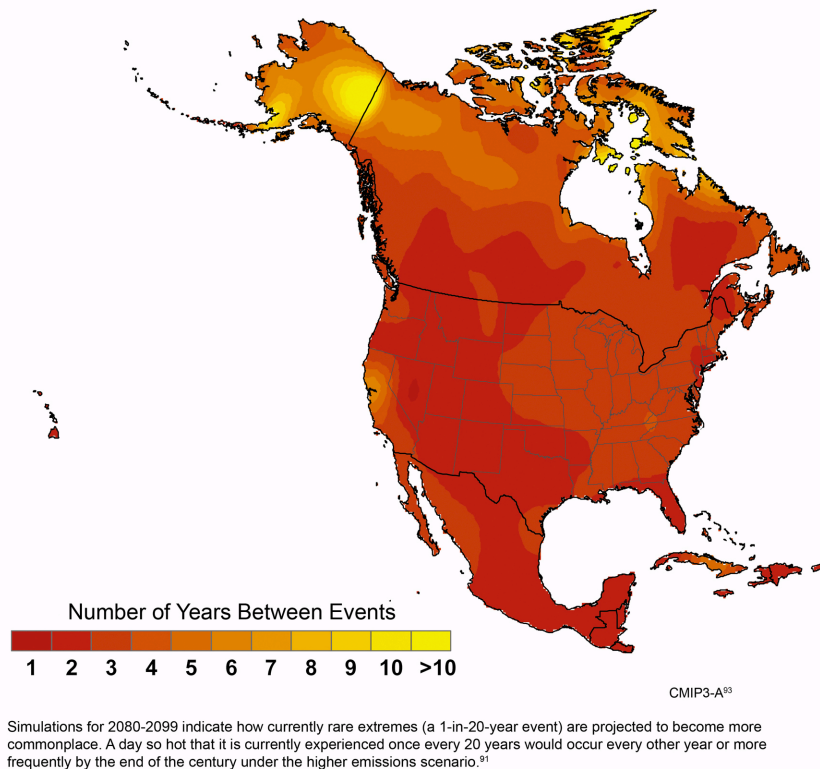 Number of Years Between Events
1 2 3 4 5 6 7 8 9 10 >10
CMIP3-A93
Simulations for 2080-2099 indicate how currently rare extremes (a 1-in-20-year event) are projected to become more
commonplace. A day so hot that it is currently experienced once every 20 years would occur every other year or more
frequently by the end of the century under the higher emissions scenario.91